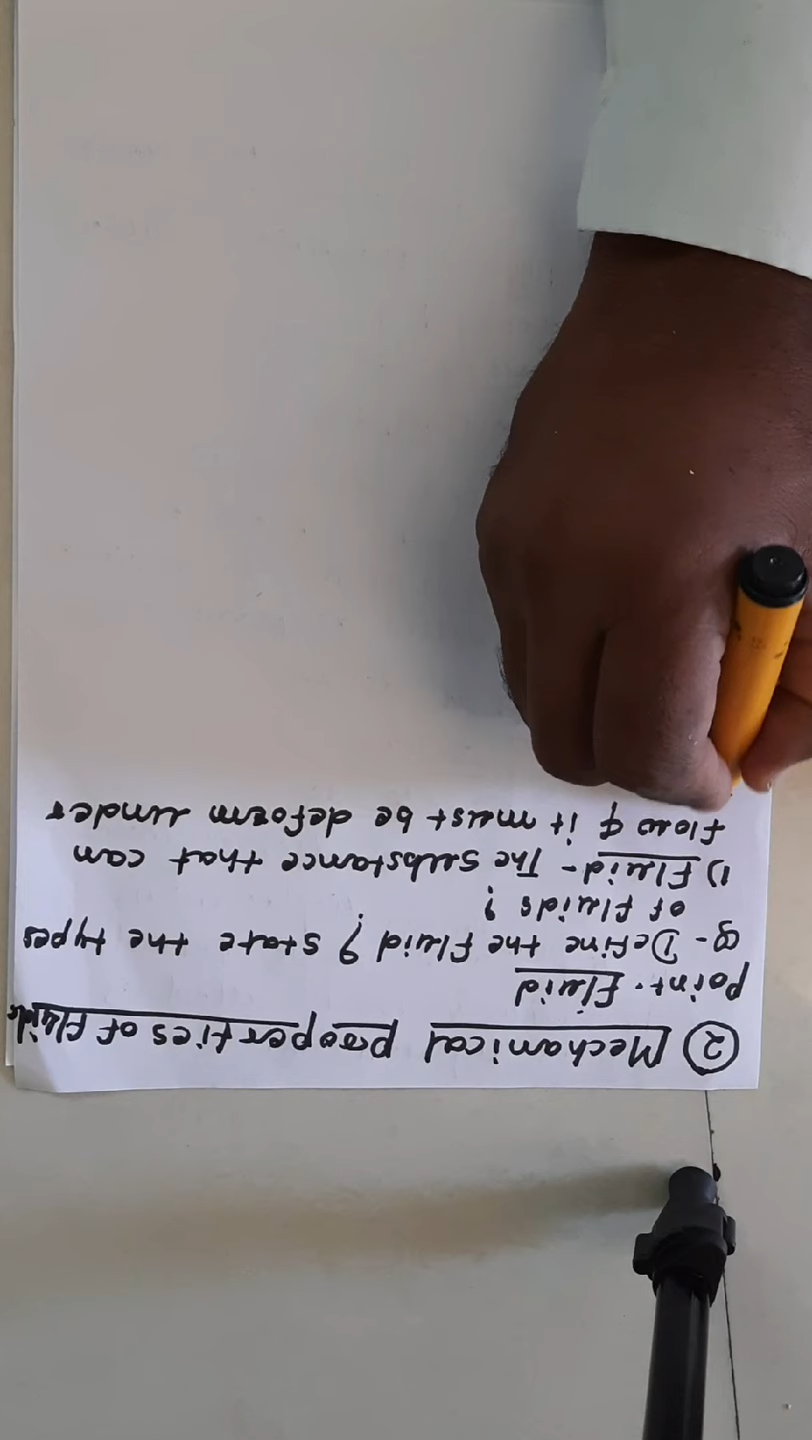 ② Mechanical properties of Fluids
Point. Fluid
Q - Define the fluid? State the types
of fluids?
1) Fluid - The substance that can
flow & it must be deform under